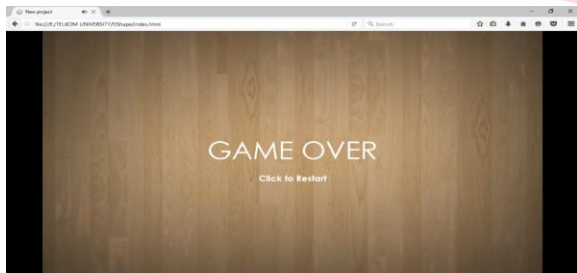 New project
file:///E:/TELKOM UNIVERSITY/t/Shape/index.html
Search
GAME OVER
Click to Restart